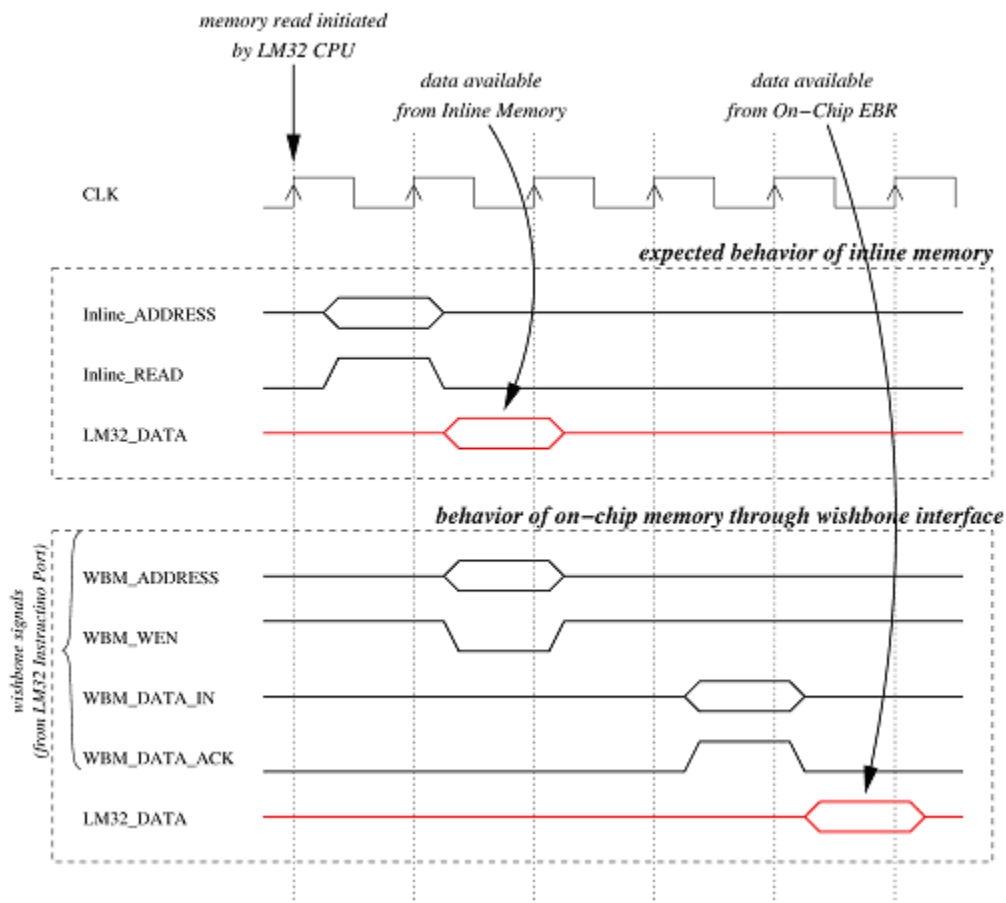 memory read initiated
by LM32 CPU
data available
from Inline Memory
data available
from On-Chip EBR
CLK
expected behavior of inline memory
Inline_ADDRESS
Inline_READ
LM32_DATA
behavior of on-chip memory through wishbone interface
wishbone signals
(from LM32 Instructino Port)
WBM_ADDRESS
WBM_WEN
WBM_DATA_IN
WBM_DATA_ACK
LM32_DATA